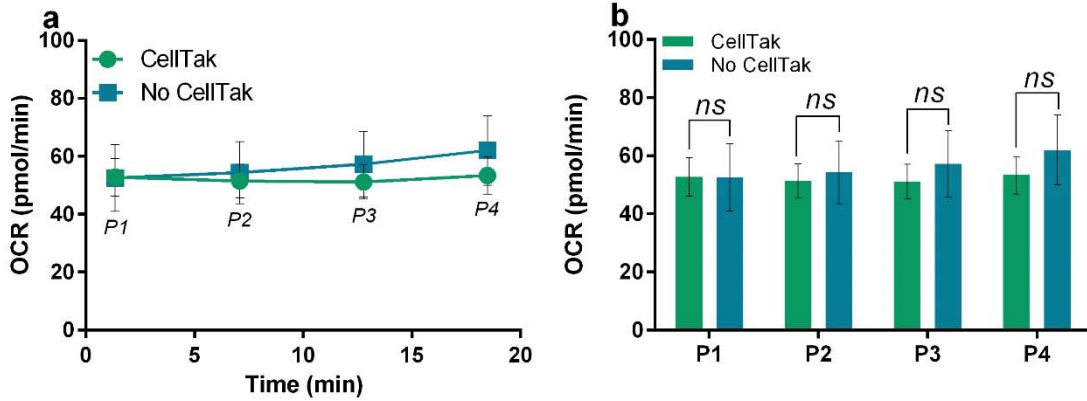 a
100
80
60
40
20
0
OCR (pmol/min)
CellTak
No CellTak
P1
P2
P3
P4
0
5
10
15
20
Time (min)
b
100
80
60
40
20
0
OCR (pmol/min)
CellTak
No CellTak
ns
ns
ns
ns
P1
P2
P3
P4